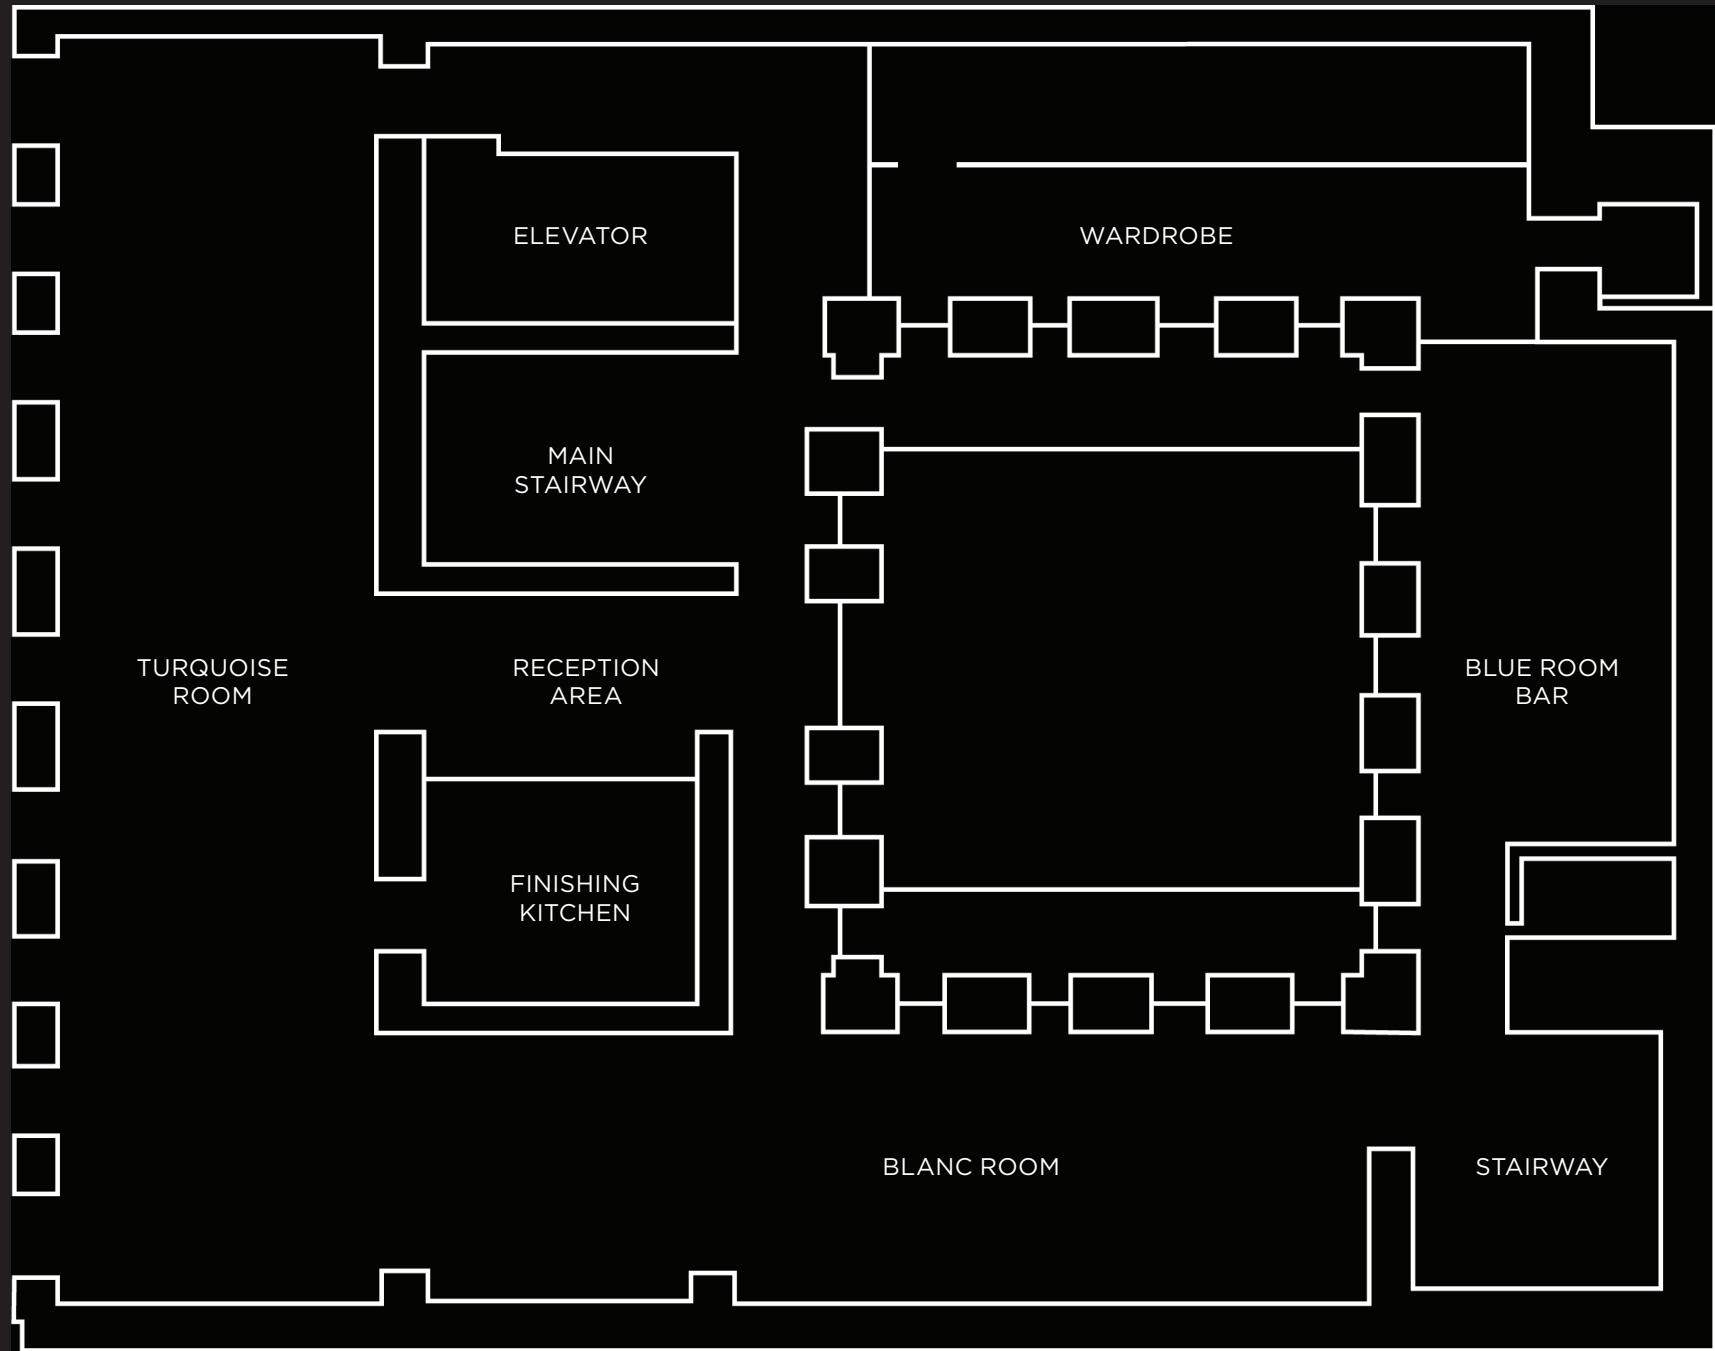 ELEVATOR
WARDROBE
MAIN
STAIRWAY
TURQUOISE
ROOM
RECEPTION
AREA
BLUE ROOM
BAR
FINISHING
KITCHEN
BLANC ROOM
STAIRWAY